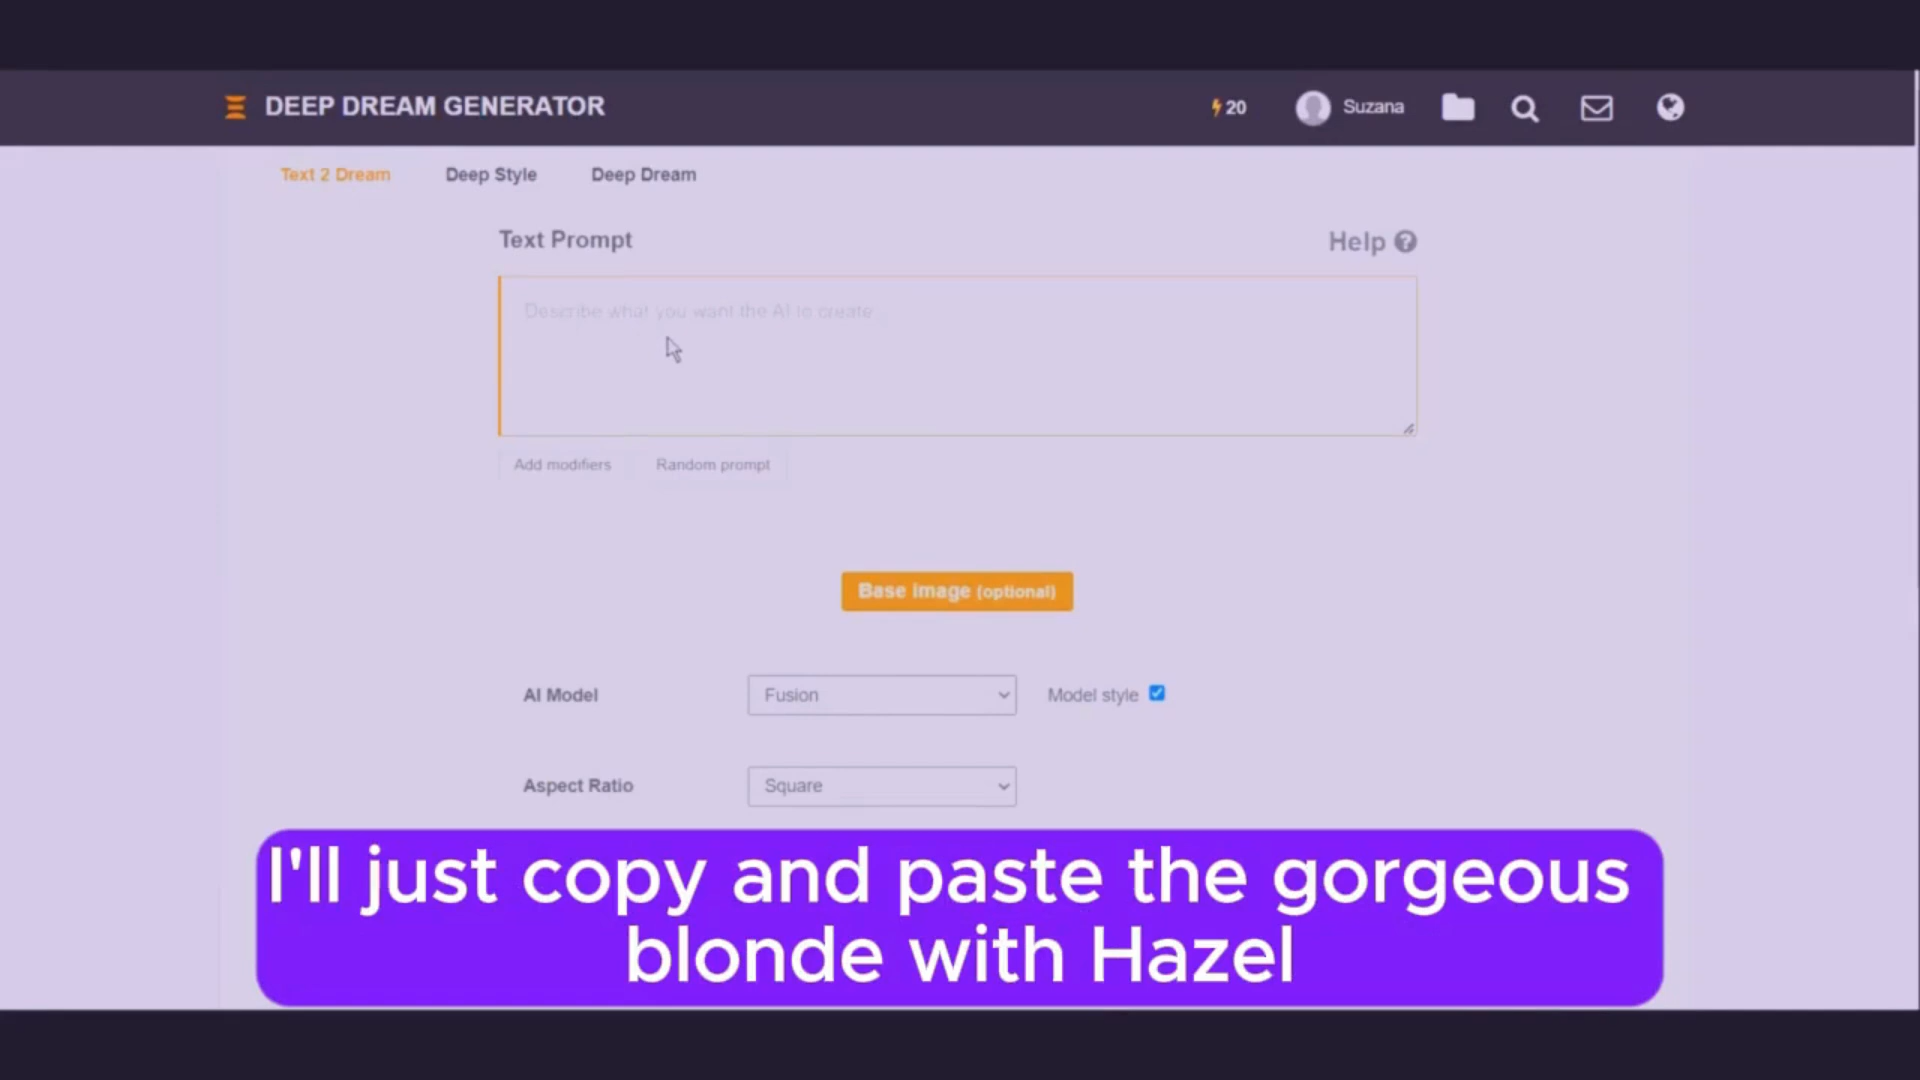 DEEP DREAM GENERATOR
20
Suzana
Text 2 Dream
Deep Style
Deep Dream
Text Prompt
Help
Describe what you want the AI to create
Add modifiers
Random prompt
Base Image (optional)
AI Model
Fusion
Model style
Aspect Ratio
Square
I'll just copy and paste the gorgeous
blonde with Hazel